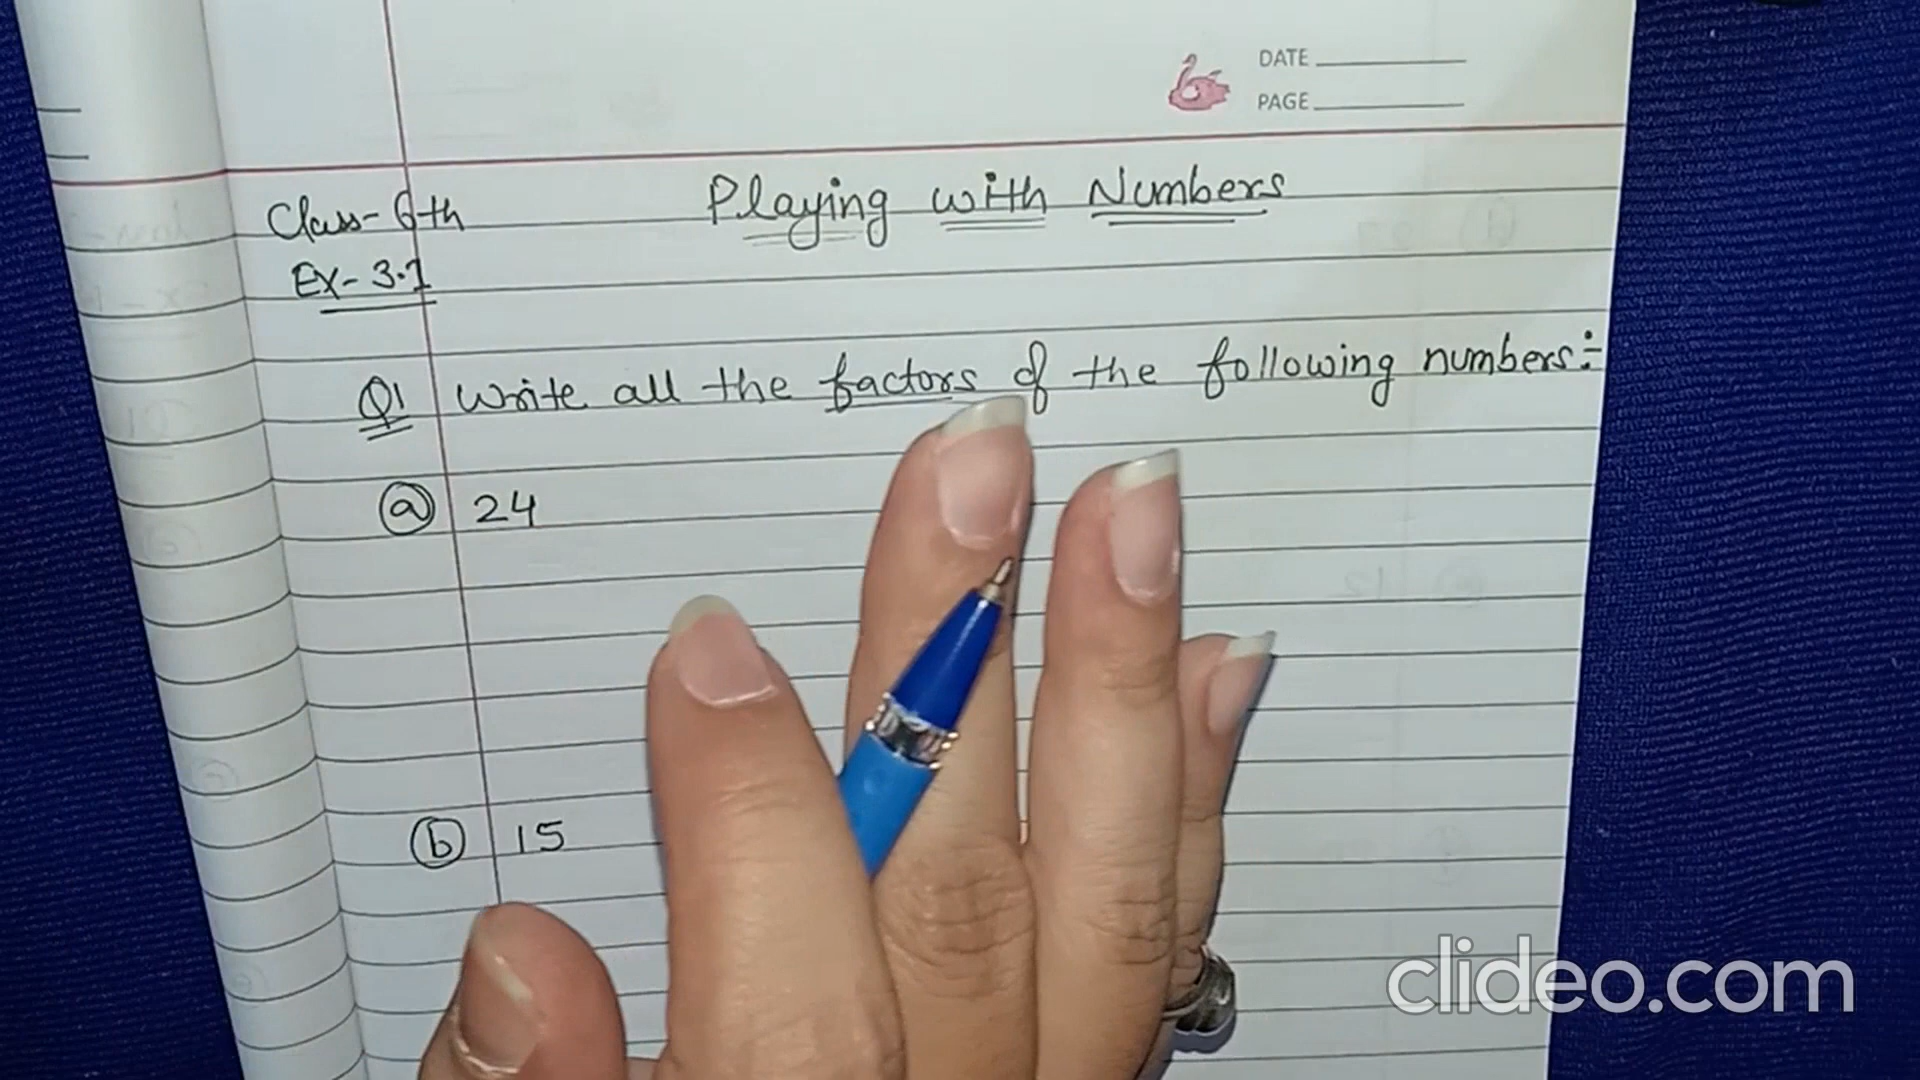 DATE
PAGE
Class-6th
Playing with Numbers
Ex-3.1
Q1 Write all the factors of the following numbers:-
(a) 24
(b) 15
clideo.com